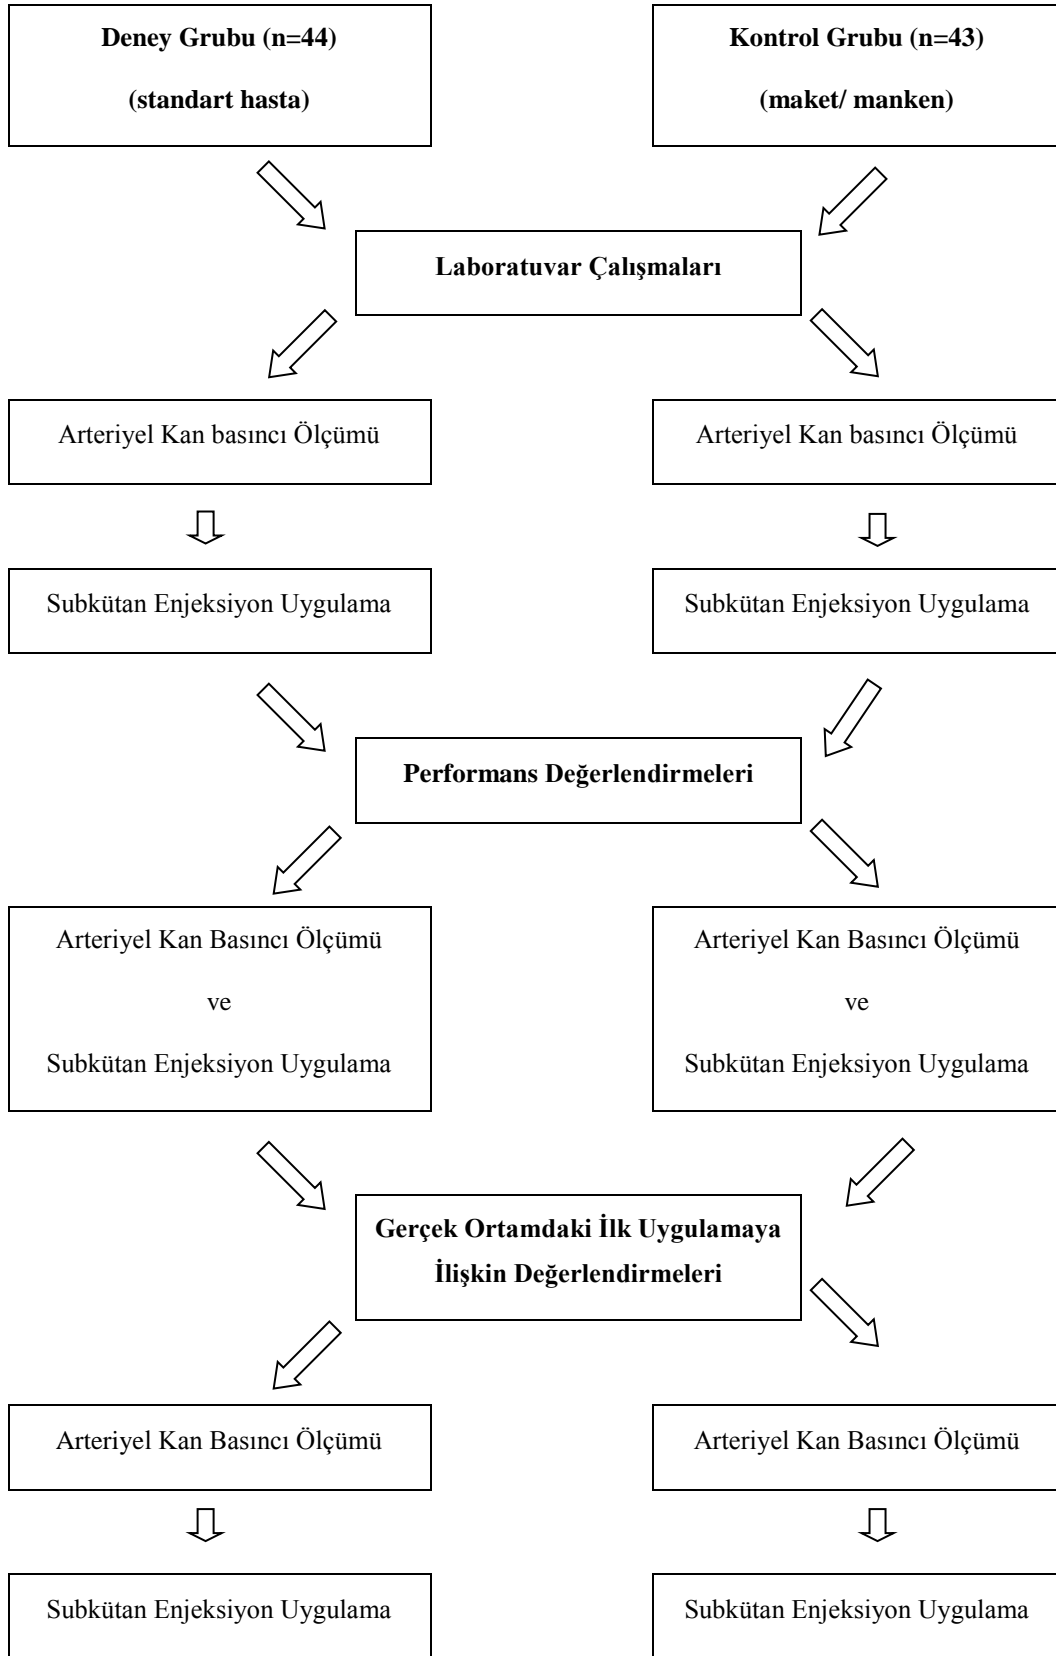 Deney Grubu (n=44)
(standart hasta)
Kontrol Grubu (n=43)
(maket/ manken)
Laboratuvar Çalışmaları
Arteriyel Kan basıncı Ölçümü
Arteriyel Kan basıncı Ölçümü
Subkütan Enjeksiyon Uygulama
Subkütan Enjeksiyon Uygulama
Performans Değerlendirmeleri
Arteriyel Kan Basıncı Ölçümü
ve
Subkütan Enjeksiyon Uygulama
Arteriyel Kan Basıncı Ölçümü
ve
Subkütan Enjeksiyon Uygulama
Gerçek Ortamdaki İlk Uygulamaya
İlişkin Değerlendirmeleri
Arteriyel Kan Basıncı Ölçümü
Arteriyel Kan Basıncı Ölçümü
Subkütan Enjeksiyon Uygulama
Subkütan Enjeksiyon Uygulama